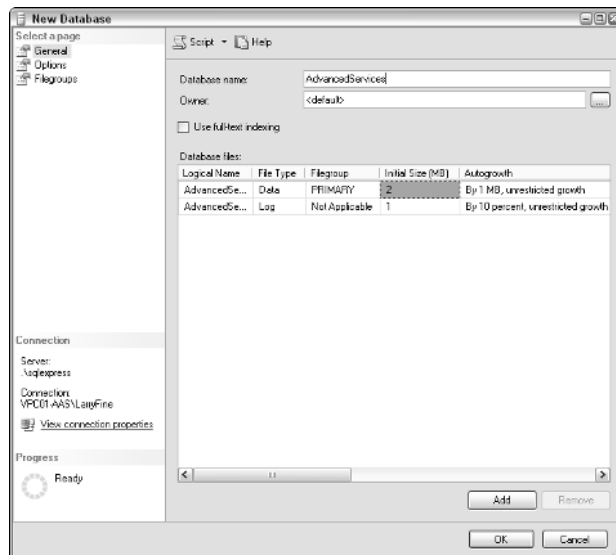 New Database
Select a page
General
Options
Filegroups
Script
Help
Database name:
AdvancedServices
Owner:
<default>
...
Use full-text indexing
Database files:
Logical Name File Type Filegroup Initial Size (MB) Autogrowth
AdvancedSe... Data PRIMARY 2 By 1 MB, unrestricted growth
AdvancedSe... Log Not Applicable 1 By 10 percent, unrestricted growth
Connection
Server:
.\sqlexpress
Connection:
VPC01-AAS\LarryFine
View connection properties
Progress
Ready
Add
Remove
OK
Cancel